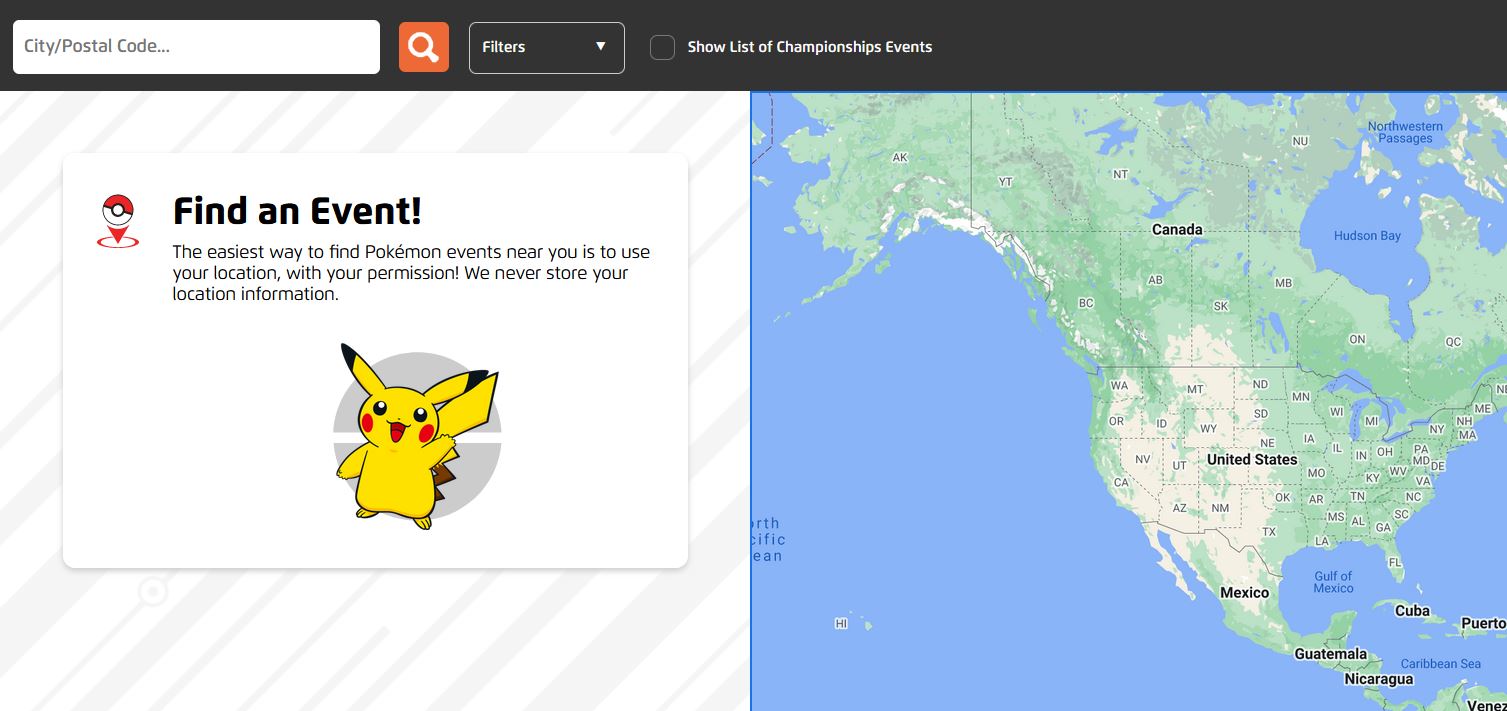 City/Postal Code...
Filters
Show List of Championships Events
Find an Event!
The easiest way to find Pokémon events near you is to use
your location, with your permission! We never store your
location information.
Northwestern
Passages
NU
AK
NT
YT
Canada
Hudson Bay
AB
MB
BC
SK
ON
QC
WA
MT
ND
MN
ME
OR
ID
WY
SD
WI
MI
NY
NH
MA
NE
IA
NV
UT
United States
IL
IN
OH
PA
MD
DE
CA
MO
KY
WV
VA
AZ
NM
OK
AR
TN
NC
MS
AL
GA
SC
TX
LA
orth
cific
ean
FL
Gulf of
Mexico
Mexico
Cuba
HI
Puerto
Guatemala
Caribbean Sea
Nicaragua
Venez